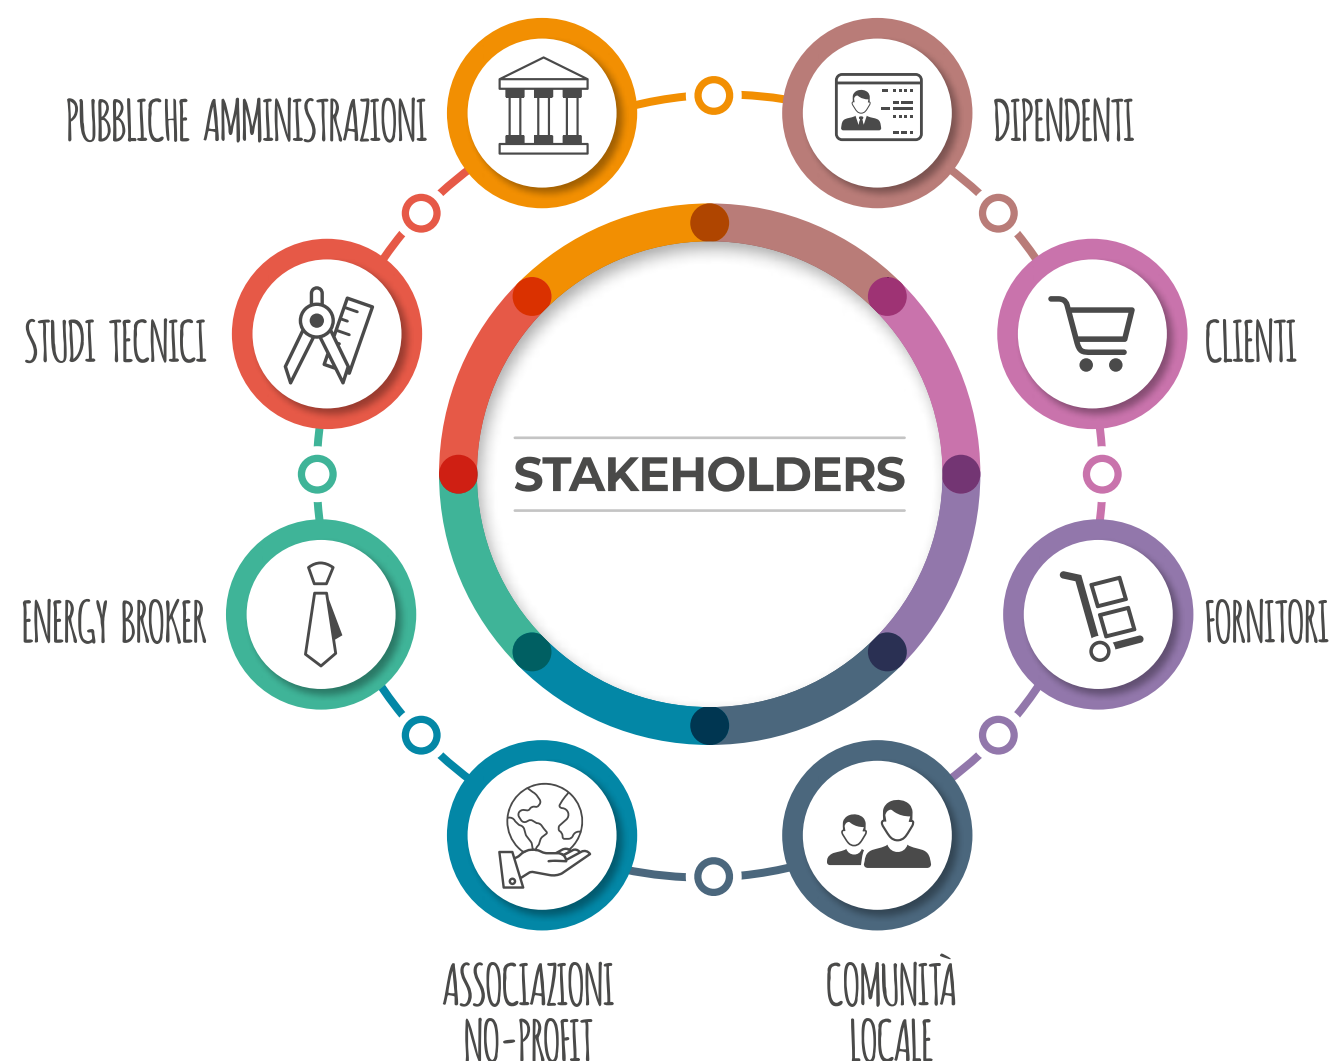 PUBBLICHE AMMINISTRAZIONI
DIPENDENTI
STUDI TECNICI
CLIENTI
STAKEHOLDERS
ENERGY BROKER
FORNITORI
ASSOCIAZIONI
NO-PROFIT
COMUNITÀ
LOCALE